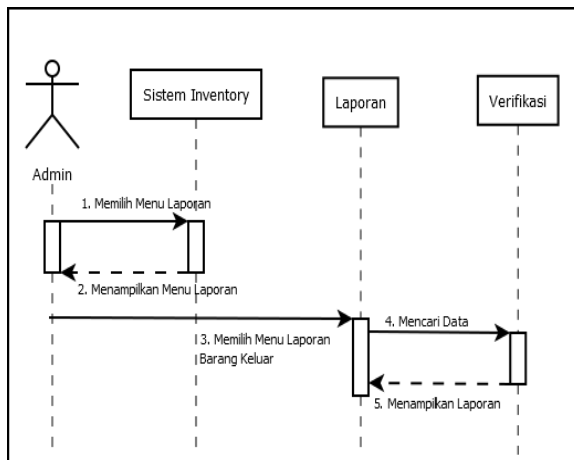 Sistem Inventory
Laporan
Verifikasi
Admin
1. Memilih Menu Laporan
2. Menampilkan Menu Laporan
3. Memilih Menu Laporan
Barang Keluar
4. Mencari Data
5. Menampilkan Laporan